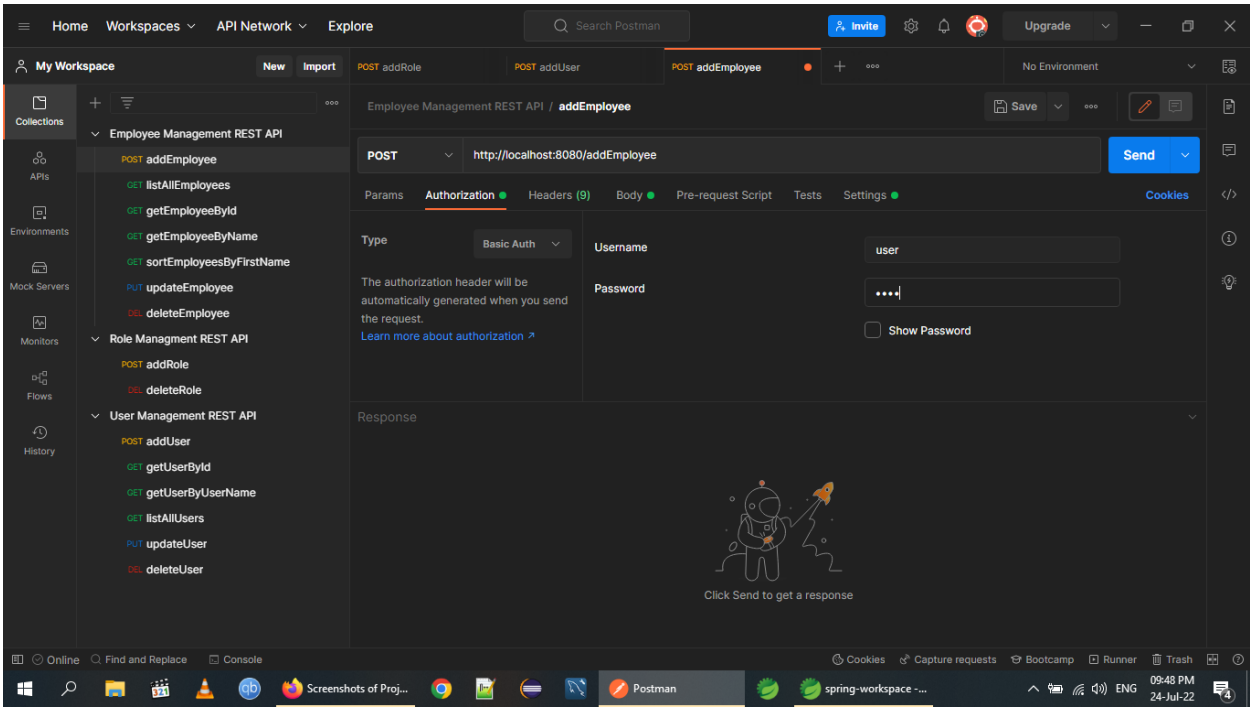 Home Workspaces API Network Explore Search Postman Invite Upgrade
My Workspace New Import POST addRole POST addUser POST addEmployee No Environment
Collections
APIs
Environments
Mock Servers
Monitors
Flows
History
Employee Management REST API
POST addEmployee
GET listAllEmployees
GET getEmployeeById
GET getEmployeeByName
GET sortEmployeesByFirstName
PUT updateEmployee
DEL deleteEmployee
Role Managment REST API
POST addRole
DEL deleteRole
User Management REST API
POST addUser
GET getUserById
GET getUserByUserName
GET listAllUsers
PUT updateUser
DEL deleteUser
Employee Management REST API / addEmployee Save
POST http://localhost:8080/addEmployee Send
Params Authorization Headers (9) Body Pre-request Script Tests Settings Cookies
Type Basic Auth
The authorization header will be
automatically generated when you send
the request.
Learn more about authorization
Username user
Password ••••
Show Password
Response
Click Send to get a response
Online Find and Replace Console Cookies Capture requests Bootcamp Runner Trash
321 qb Screenshots of Proj... Postman spring-workspace -... ENG 09:48 PM
24-Jul-22 4